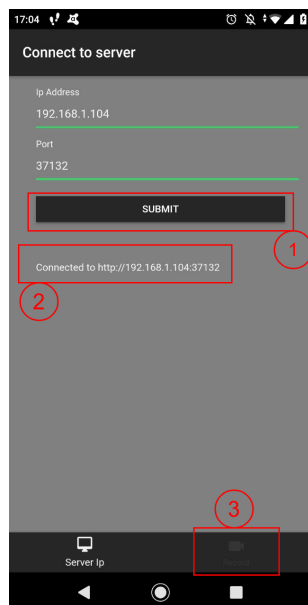 17:04
Connect to server
Ip Address
192.168.1.104
Port
37132
SUBMIT
1
Connected to http://192.168.1.104:37132
2
3
Server Ip
Record